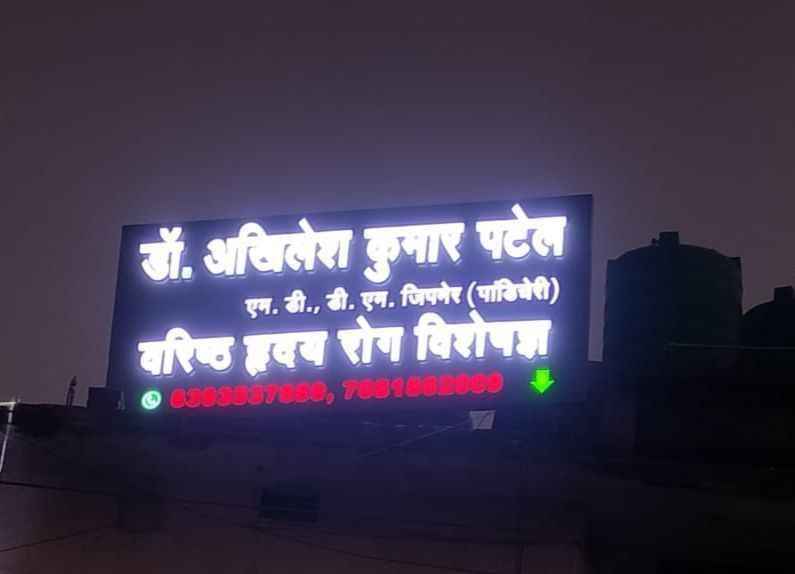 डॉ. अखिलेश कुमार पटेल
एम. डी., डी. एम. जिपमेर (पांडिचेरी)
वरिष्ठ हृदय रोग विशेषज्ञ